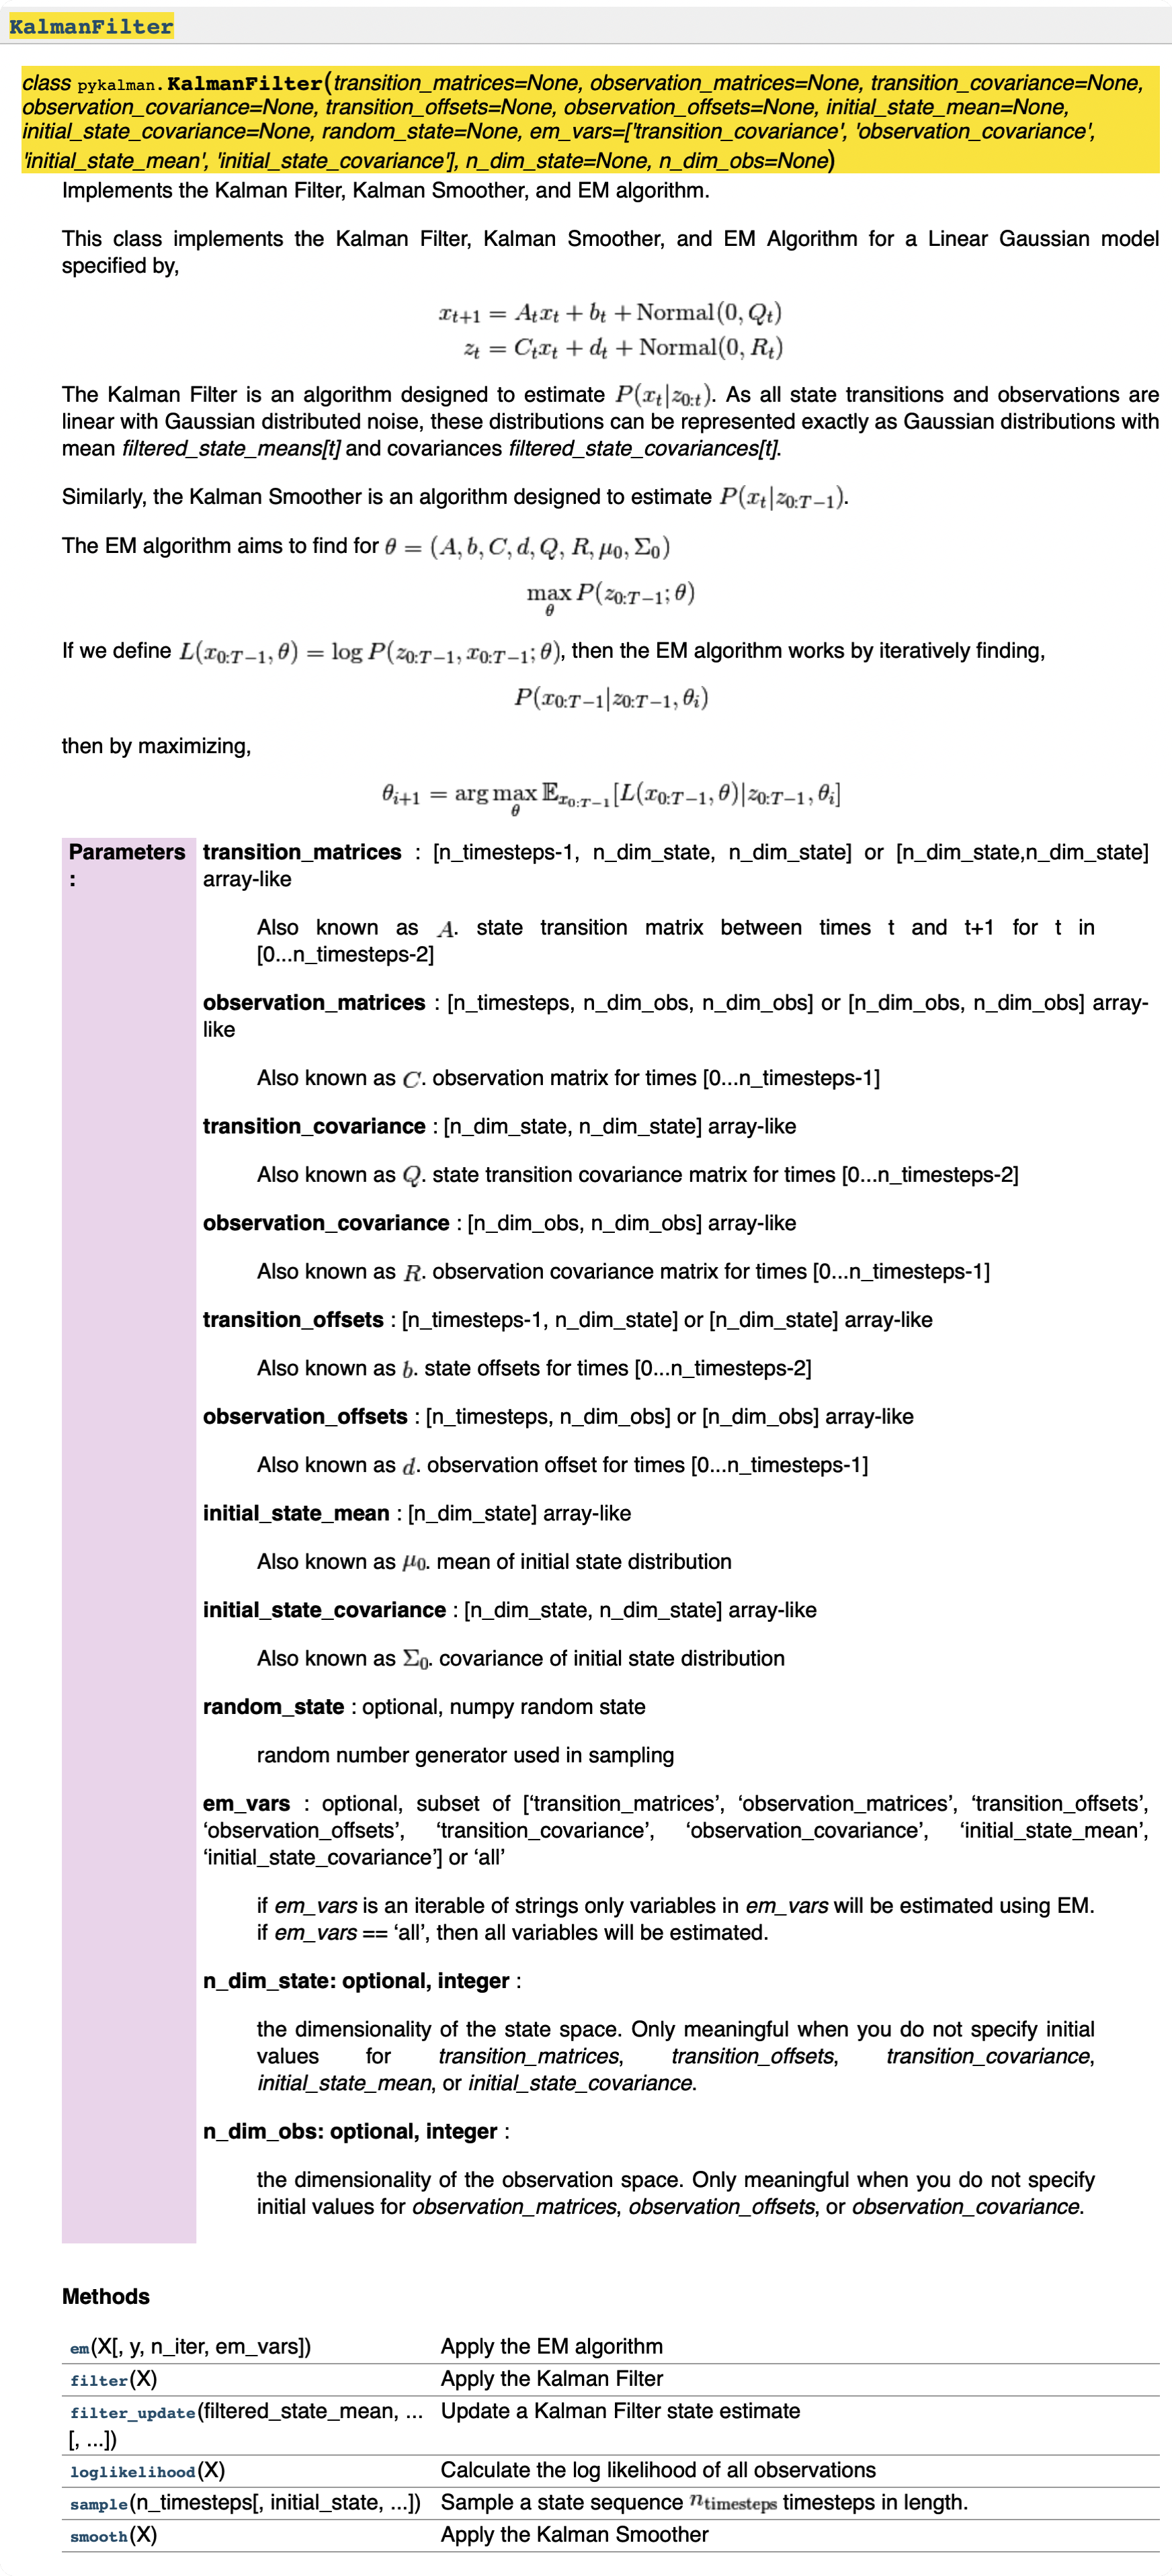 KalmanFilter
class pykalman.KalmanFilter(transition_matrices=None, observation_matrices=None, transition_covariance=None,
observation_covariance=None, transition_offsets=None, observation_offsets=None, initial_state_mean=None,
initial_state_covariance=None, random_state=None, em_vars=['transition_covariance', 'observation_covariance',
'initial_state_mean', 'initial_state_covariance'], n_dim_state=None, n_dim_obs=None)
Implements the Kalman Filter, Kalman Smoother, and EM algorithm.
This class implements the Kalman Filter, Kalman Smoother, and EM Algorithm for a Linear Gaussian model
specified by,
x_{t+1} = A_t x_t + b_t + Normal(0, Q_t)
z_t = C_t x_t + d_t + Normal(0, R_t)
The Kalman Filter is an algorithm designed to estimate P(x_t|z_{0:t}). As all state transitions and observations are
linear with Gaussian distributed noise, these distributions can be represented exactly as Gaussian distributions with
mean filtered_state_means[t] and covariances filtered_state_covariances[t].
Similarly, the Kalman Smoother is an algorithm designed to estimate P(x_t|z_{0:T-1}).
The EM algorithm aims to find for θ = (A, b, C, d, Q, R, μ_0, Σ_0)
max_θ P(z_{0:T-1}; θ)
If we define L(x_{0:T-1}, θ) = log P(z_{0:T-1}, x_{0:T-1}; θ), then the EM algorithm works by iteratively finding,
P(x_{0:T-1}|z_{0:T-1}, θ_i)
then by maximizing,
θ_{i+1} = arg max_θ 𝔼_{x_{0:T-1}} [L(x_{0:T-1}, θ)|z_{0:T-1}, θ_i]
Parameters :
transition_matrices : [n_timesteps-1, n_dim_state, n_dim_state] or [n_dim_state,n_dim_state]
array-like
Also known as A. state transition matrix between times t and t+1 for t in
[0...n_timesteps-2]
observation_matrices : [n_timesteps, n_dim_obs, n_dim_obs] or [n_dim_obs, n_dim_obs] array-
like
Also known as C. observation matrix for times [0...n_timesteps-1]
transition_covariance : [n_dim_state, n_dim_state] array-like
Also known as Q. state transition covariance matrix for times [0...n_timesteps-2]
observation_covariance : [n_dim_obs, n_dim_obs] array-like
Also known as R. observation covariance matrix for times [0...n_timesteps-1]
transition_offsets : [n_timesteps-1, n_dim_state] or [n_dim_state] array-like
Also known as b. state offsets for times [0...n_timesteps-2]
observation_offsets : [n_timesteps, n_dim_obs] or [n_dim_obs] array-like
Also known as d. observation offset for times [0...n_timesteps-1]
initial_state_mean : [n_dim_state] array-like
Also known as μ_0. mean of initial state distribution
initial_state_covariance : [n_dim_state, n_dim_state] array-like
Also known as Σ_0. covariance of initial state distribution
random_state : optional, numpy random state
random number generator used in sampling
em_vars : optional, subset of [‘transition_matrices’, ‘observation_matrices’, ‘transition_offsets’,
‘observation_offsets’, ‘transition_covariance’, ‘observation_covariance’, ‘initial_state_mean’,
‘initial_state_covariance’] or ‘all’
if em_vars is an iterable of strings only variables in em_vars will be estimated using EM.
if em_vars == ‘all’, then all variables will be estimated.
n_dim_state: optional, integer :
the dimensionality of the state space. Only meaningful when you do not specify initial
values for transition_matrices, transition_offsets, transition_covariance,
initial_state_mean, or initial_state_covariance.
n_dim_obs: optional, integer :
the dimensionality of the observation space. Only meaningful when you do not specify
initial values for observation_matrices, observation_offsets, or observation_covariance.
Methods
em(X[, y, n_iter, em_vars]) Apply the EM algorithm
filter(X) Apply the Kalman Filter
filter_update(filtered_state_mean, ... Update a Kalman Filter state estimate
[, ...])
loglikelihood(X) Calculate the log likelihood of all observations
sample(n_timesteps[, initial_state, ...]) Sample a state sequence n_timesteps timesteps in length.
smooth(X) Apply the Kalman Smoother